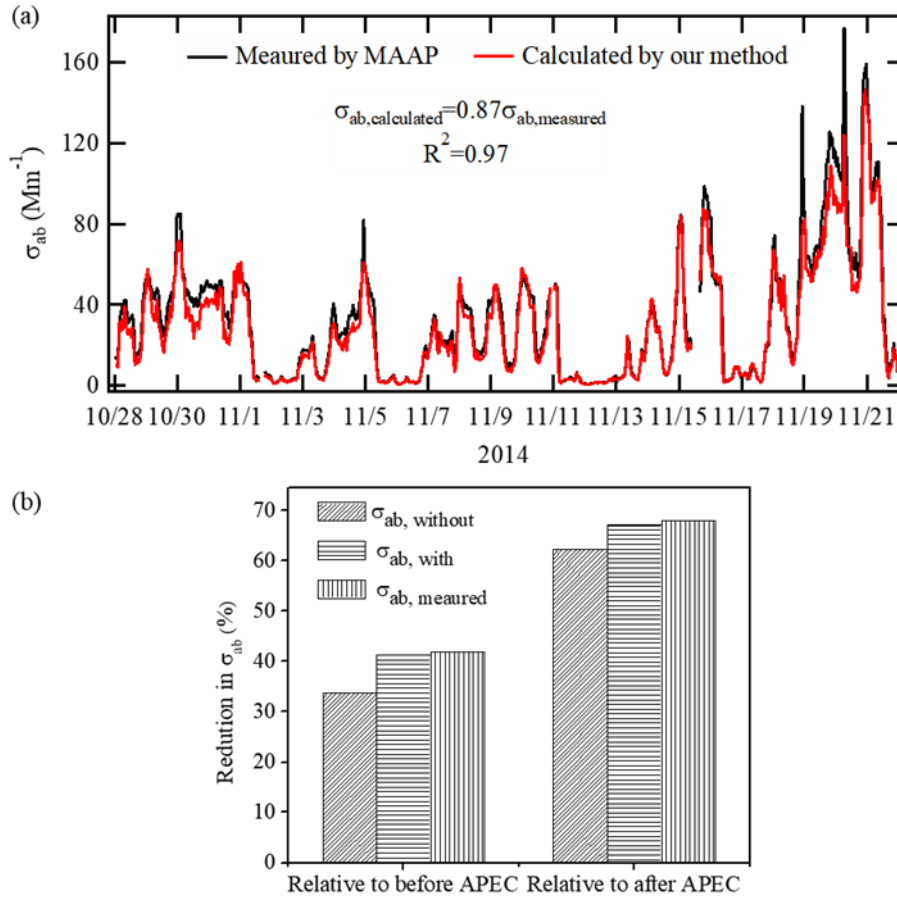 (a)
Meaured by MAAP
Calculated by our method
σab,calculated=0.87σab,measured
R²=0.97
σab (Mm⁻¹)
160
120
80
40
0
10/28 10/30 11/1 11/3 11/5 11/7 11/9 11/11 11/13 11/15 11/17 11/19 11/21
2014
(b)
σab, without
σab, with
σab, meaured
Redution in σab (%)
70
60
50
40
30
20
10
0
Relative to before APEC Relative to after APEC